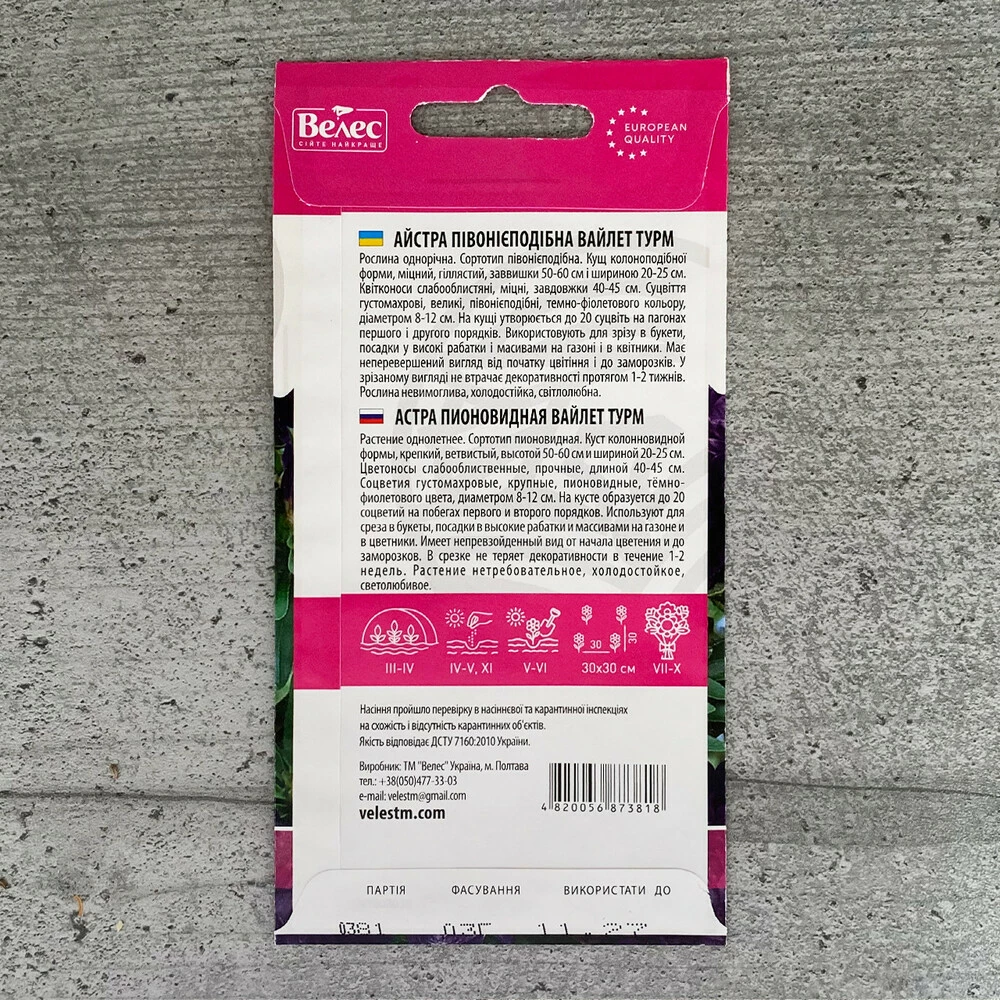 Велес
СІЙТЕ НАЙКРАЩЕ
EUROPEAN
QUALITY
АЙСТРА ПІВОНІЄПОДІБНА ВАЙЛЕТ ТУРМ
Рослина однорічна. Сортотип півонієподібна. Кущ колоноподібної
форми, міцний, гіллястий, заввишки 50-60 см і шириною 20-25 см.
Квітконоси слабооблистяні, міцні, завдовжки 40-45 см. Суцвіття
густомахрові, великі, півонієподібні, темно-фіолетового кольору,
діаметром 8-12 см. На кущі утворюється до 20 суцвіть на пагонах
першого і другого порядків. Використовують для зрізу в букети,
посадки у високі рабатки і масивами на газоні і в квітники. Має
неперевершений вигляд від початку цвітіння і до заморозків. У
зрізаному вигляді не втрачає декоративності протягом 1-2 тижнів.
Рослина невимоглива, холодостійка, світлолюбна.
АСТРА ПИОНОВИДНАЯ ВАЙЛЕТ ТУРМ
Растение однолетнее. Сортотип пионовидная. Куст колонновидной
формы, крепкий, ветвистый, высотой 50-60 см и шириной 20-25 см.
Цветоносы слабооблиственные, прочные, длиной 40-45 см.
Соцветия густомахровые, крупные, пионовидные, тёмно-
фиолетового цвета, диаметром 8-12 см. На кусте образуется до 20
соцветий на побегах первого и второго порядков. Используют для
среза в букеты, посадки в высокие рабатки и массивами на газоне и
в цветники. Имеет непревзойденный вид от начала цветения и до
заморозков. В срезке не теряет декоративности в течение 1-2
недель. Растение нетребовательное, холодостойкое,
светолюбивое.
30
30
III-IV IV-V, XI V-VI 30x30 см VII-X
Насіння пройшло перевірку в насіннєвої та карантинної інспекціях
на схожість і відсутність карантинних об'єктів.
Якість відповідає ДСТУ 7160:2010 України.
Виробник: ТМ "Велес" Україна, м. Полтава
тел.: +38(050)477-33-03
e-mail: velestm@gmail.com
velestm.com
4 820056 873818
ПАРТІЯ ФАСУВАННЯ ВИКОРИСТАТИ ДО
0381 11.27